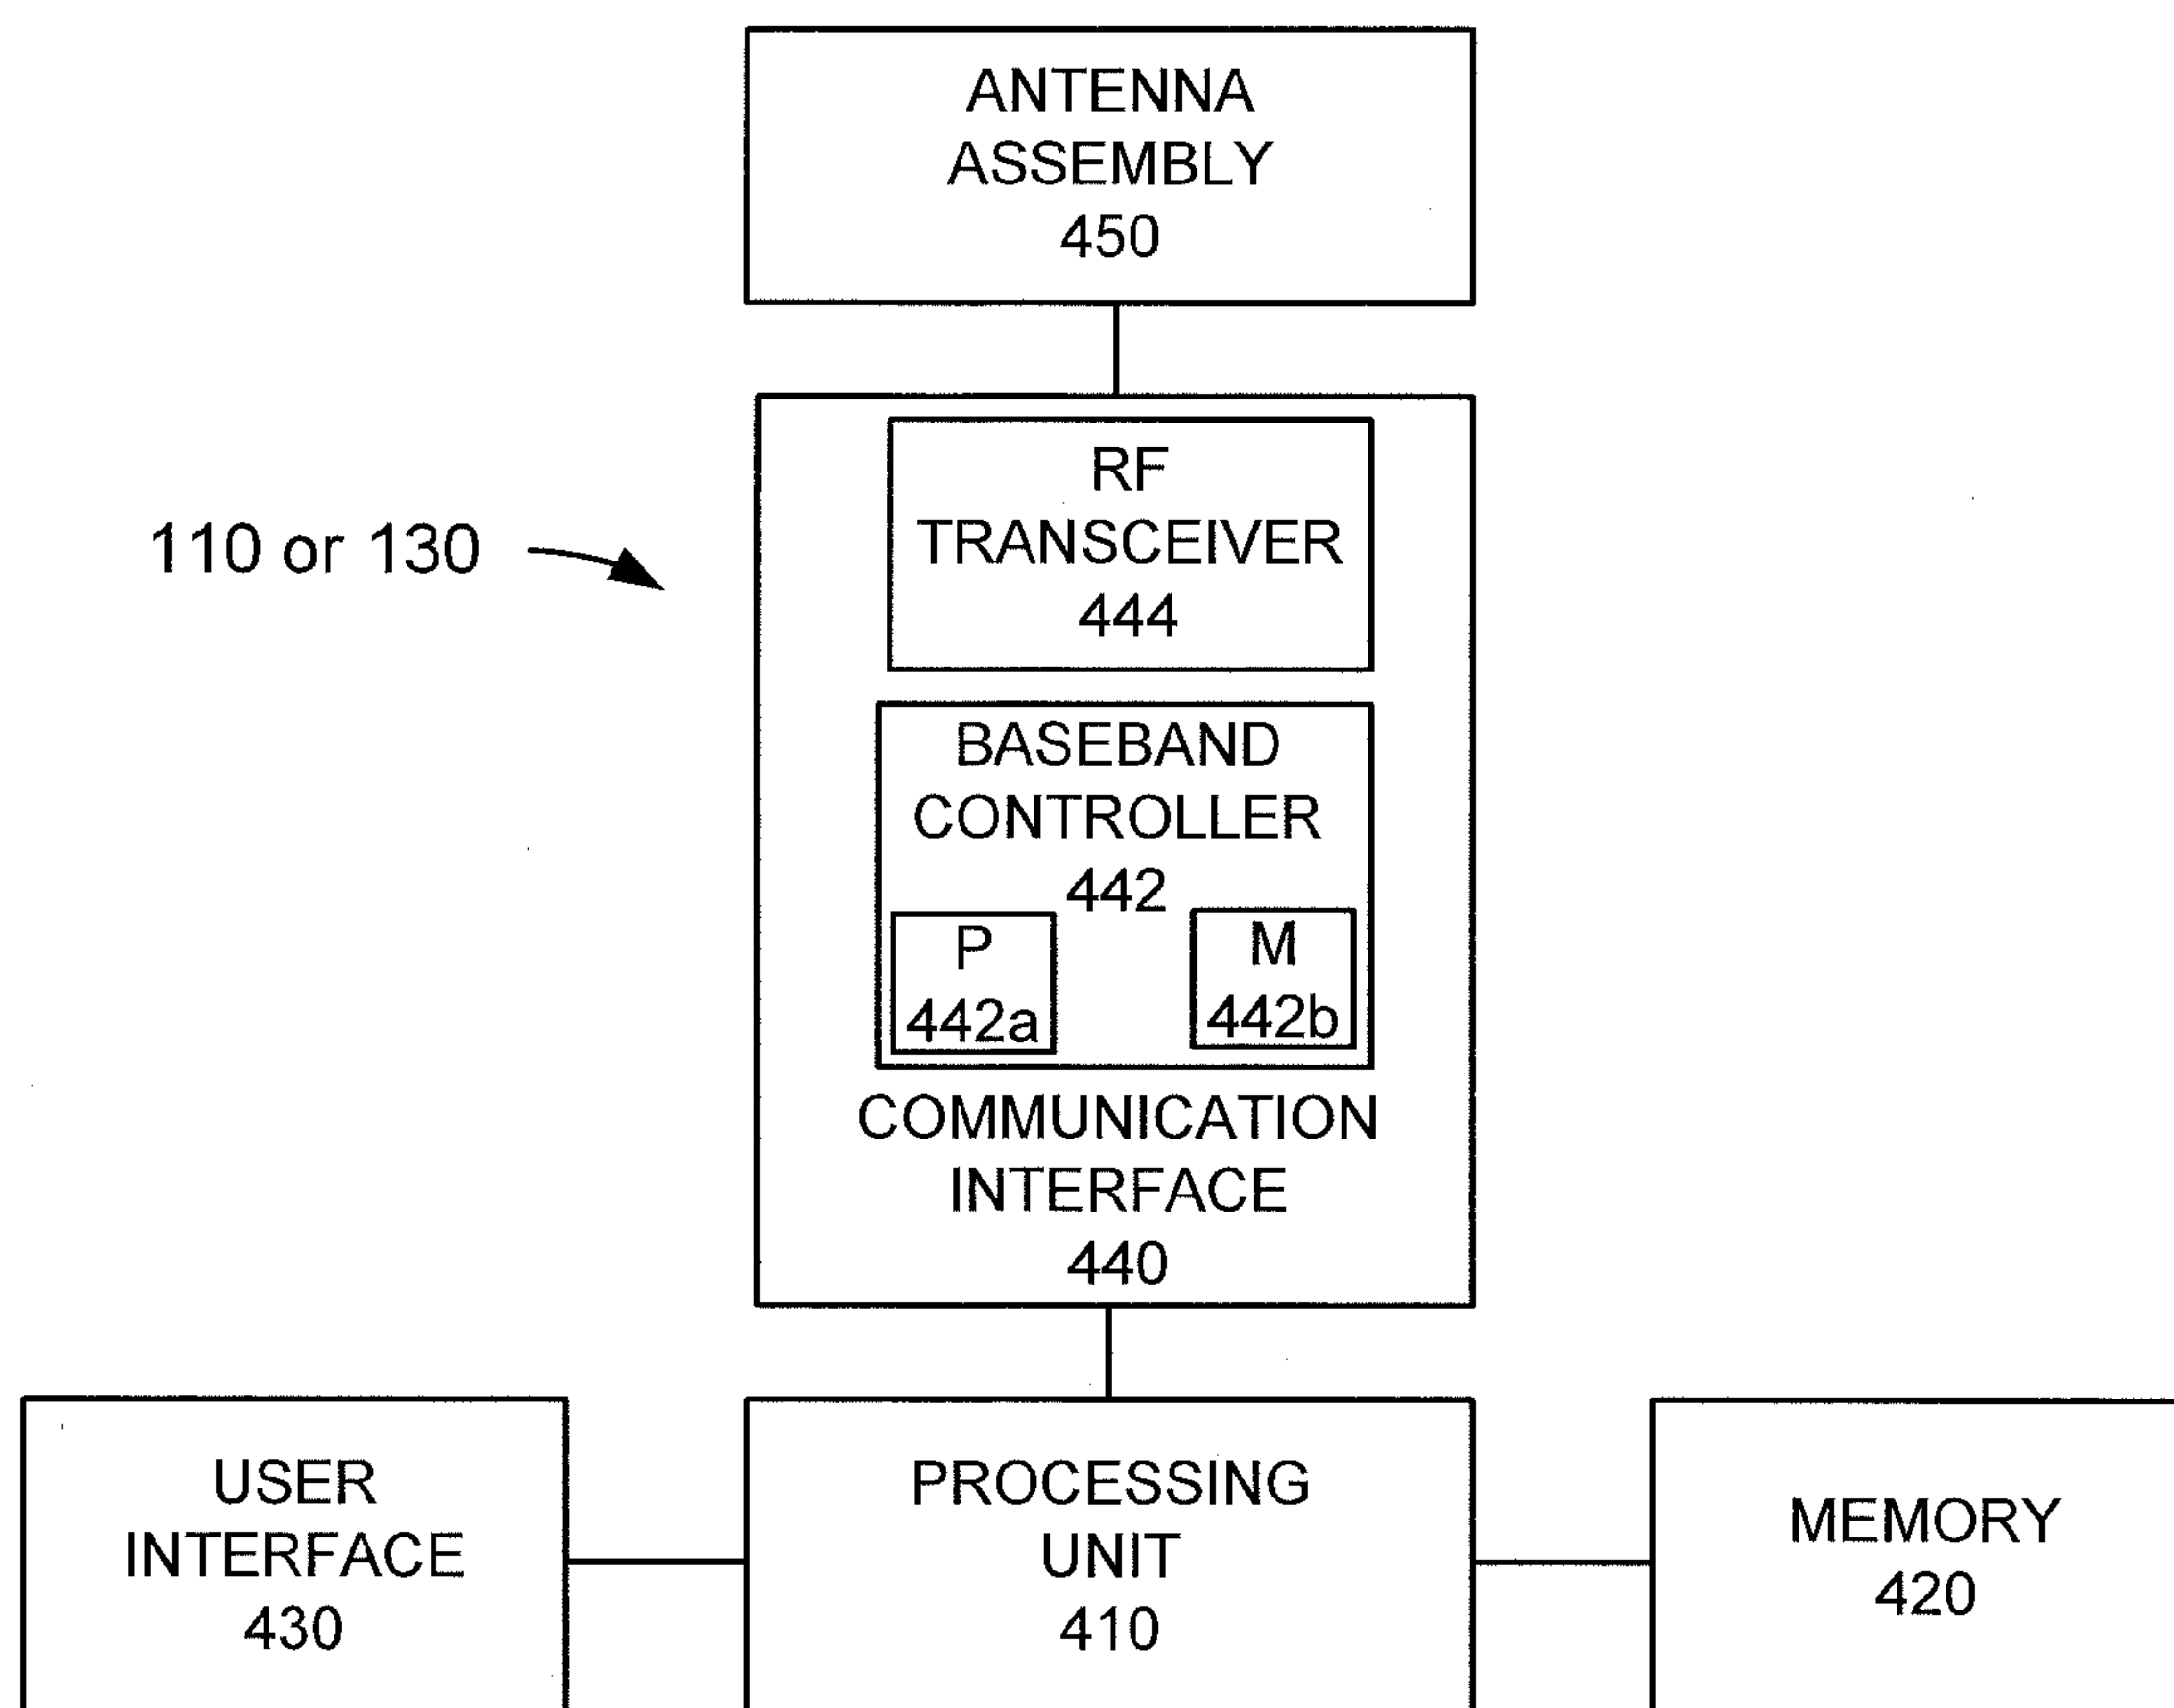 ANTENNA
ASSEMBLY
450
110 or 130
RF
TRANSCEIVER
444
BASEBAND
CONTROLLER
442
P
442a
M
442b
COMMUNICATION
INTERFACE
440
USER
INTERFACE
430
PROCESSING
UNIT
410
MEMORY
420